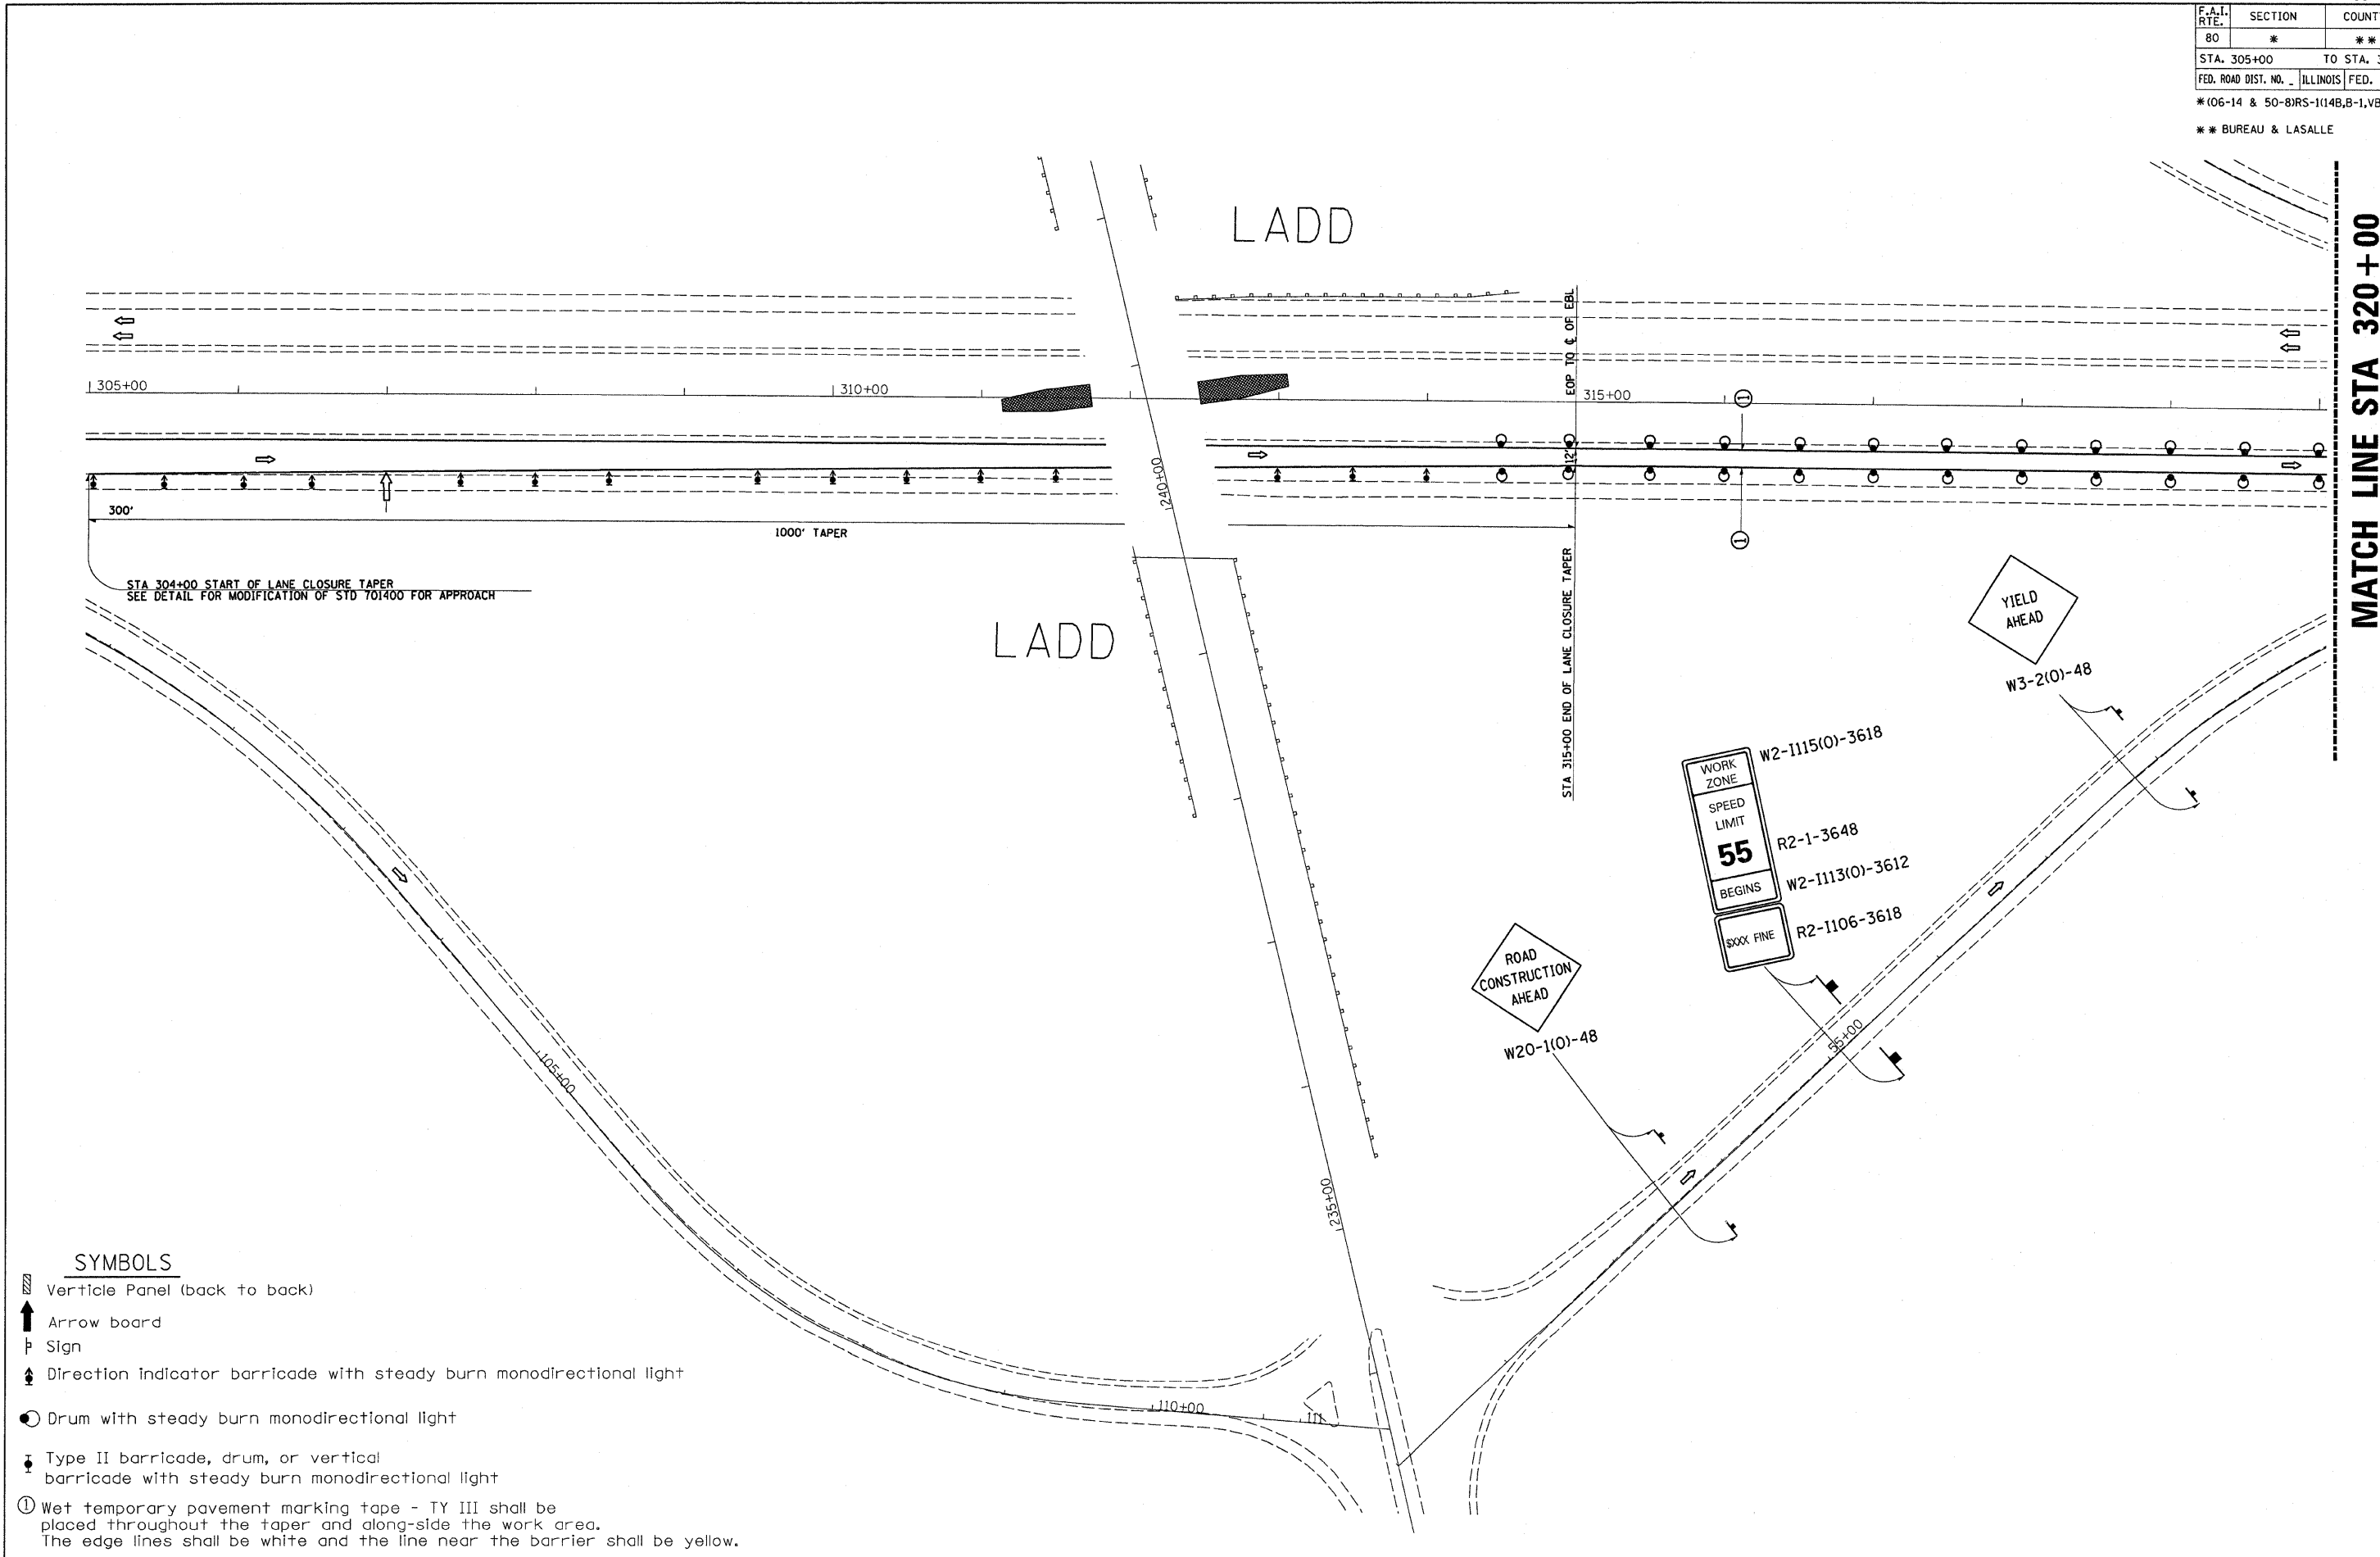 F.A.I. RTE. SECTION COUNT
80 * **
STA. 305+00 TO STA. 3
FED. ROAD DIST. NO. _ ILLINOIS FED.
*(06-14 & 50-8)RS-1(14B,B-1,VB
** BUREAU & LASALLE
MATCH LINE STA 320+00
LADD
305+00
310+00
315+00
EOP TO ℄ OF EBL
12'
①
①
240+00
300'
1000' TAPER
STA 304+00 START OF LANE CLOSURE TAPER
SEE DETAIL FOR MODIFICATION OF STD 701400 FOR APPROACH
LADD
STA 315+00 END OF LANE CLOSURE TAPER
YIELD
AHEAD
W3-2(O)-48
WORK
ZONE
W2-I115(O)-3618
SPEED
LIMIT
55
R2-1-3648
BEGINS
W2-I113(O)-3612
$XXX FINE
R2-I106-3618
ROAD
CONSTRUCTION
AHEAD
W20-1(O)-48
55+00
105+00
235+00
110+00
111
SYMBOLS
Verticle Panel (back to back)
Arrow board
Sign
Direction indicator barricade with steady burn monodirectional light
Drum with steady burn monodirectional light
Type II barricade, drum, or vertical
barricade with steady burn monodirectional light
① Wet temporary pavement marking tape - TY III shall be
placed throughout the taper and along-side the work area.
The edge lines shall be white and the line near the barrier shall be yellow.